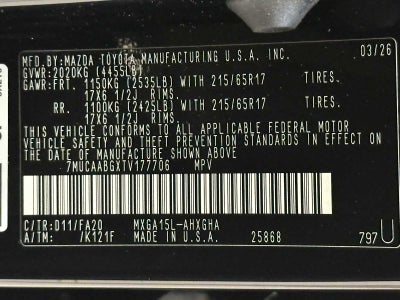 MFD.BY:MAZDA TOYOTA MANUFACTURING U.S.A. INC. 03/26
GVWR:2020KG (4455LB)
GAWR:FRT. 1150KG (2535LB) WITH 215/65R17 TIRES.
17X6 1/2J RIMS.
RR. 1100KG (2425LB) WITH 215/65R17 TIRES.
17X6 1/2J RIMS.
THIS VEHICLE CONFORMS TO ALL APPLICABLE FEDERAL MOTOR
VEHICLE SAFETY AND THEFT PREVENTION STANDARDS IN EFFECT ON THE
DATE OF MANUFACTURE SHOWN ABOVE.
7MUCAABGXTV177706 MPV
C/TR:D11/FA20 MXGA15L-AHXGHA
A/TM: /K121F MADE IN U.S.A. 25868 797U